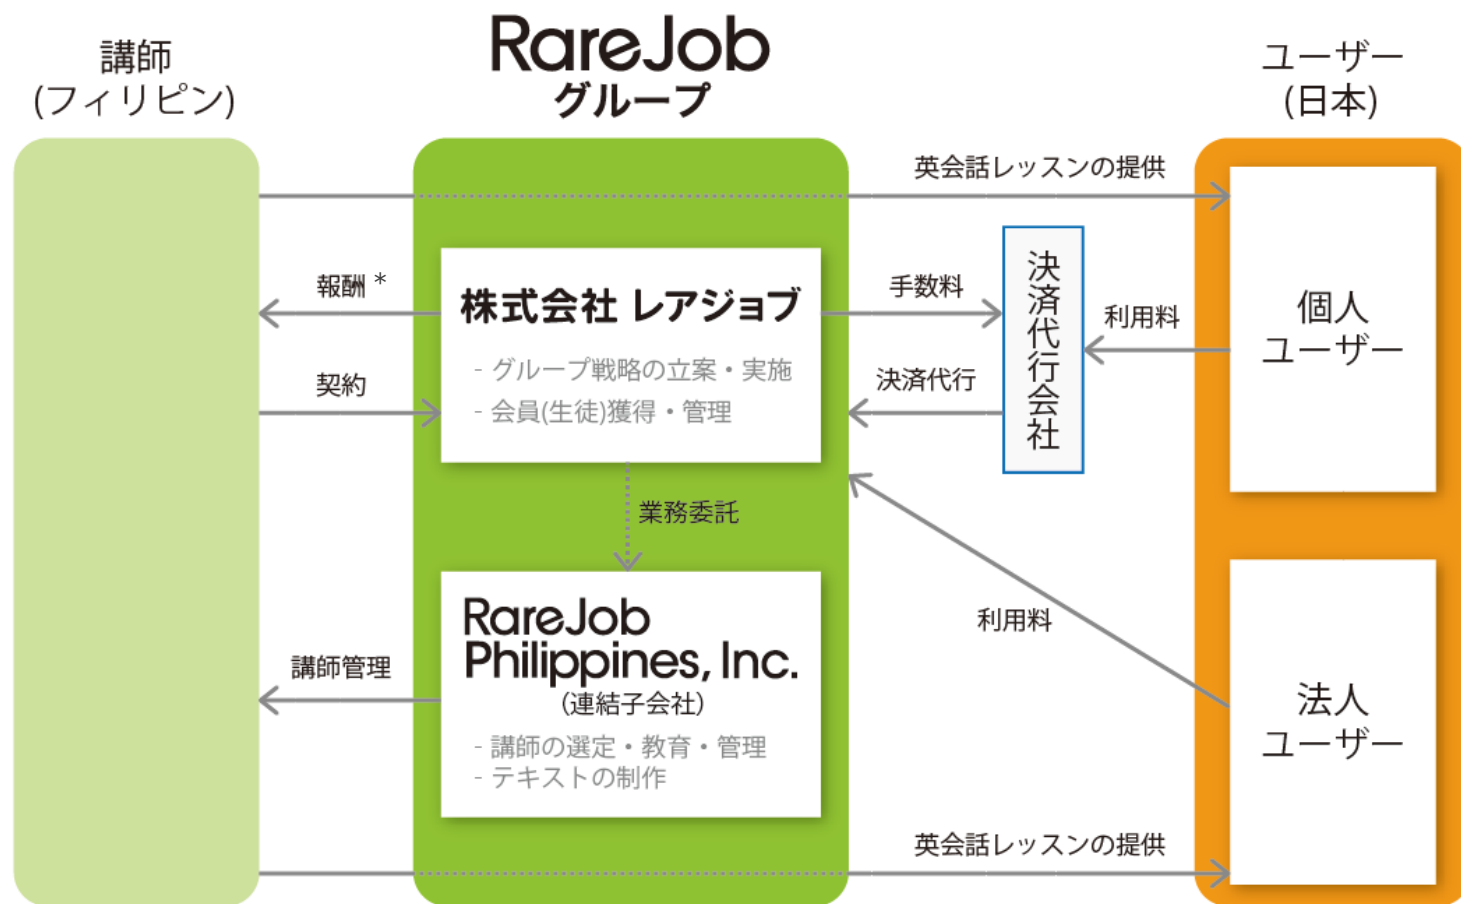 講師
(フィリピン)
RareJob
グループ
ユーザー
(日本)
英会話レッスンの提供
報酬 *
契約
株式会社 レアジョブ
- グループ戦略の立案・実施
- 会員(生徒)獲得・管理
手数料
決済代行
決済代行会社
利用料
個人
ユーザー
業務委託
RareJob
Philippines, Inc.
(連結子会社)
- 講師の選定・教育・管理
- テキストの制作
講師管理
利用料
法人
ユーザー
英会話レッスンの提供